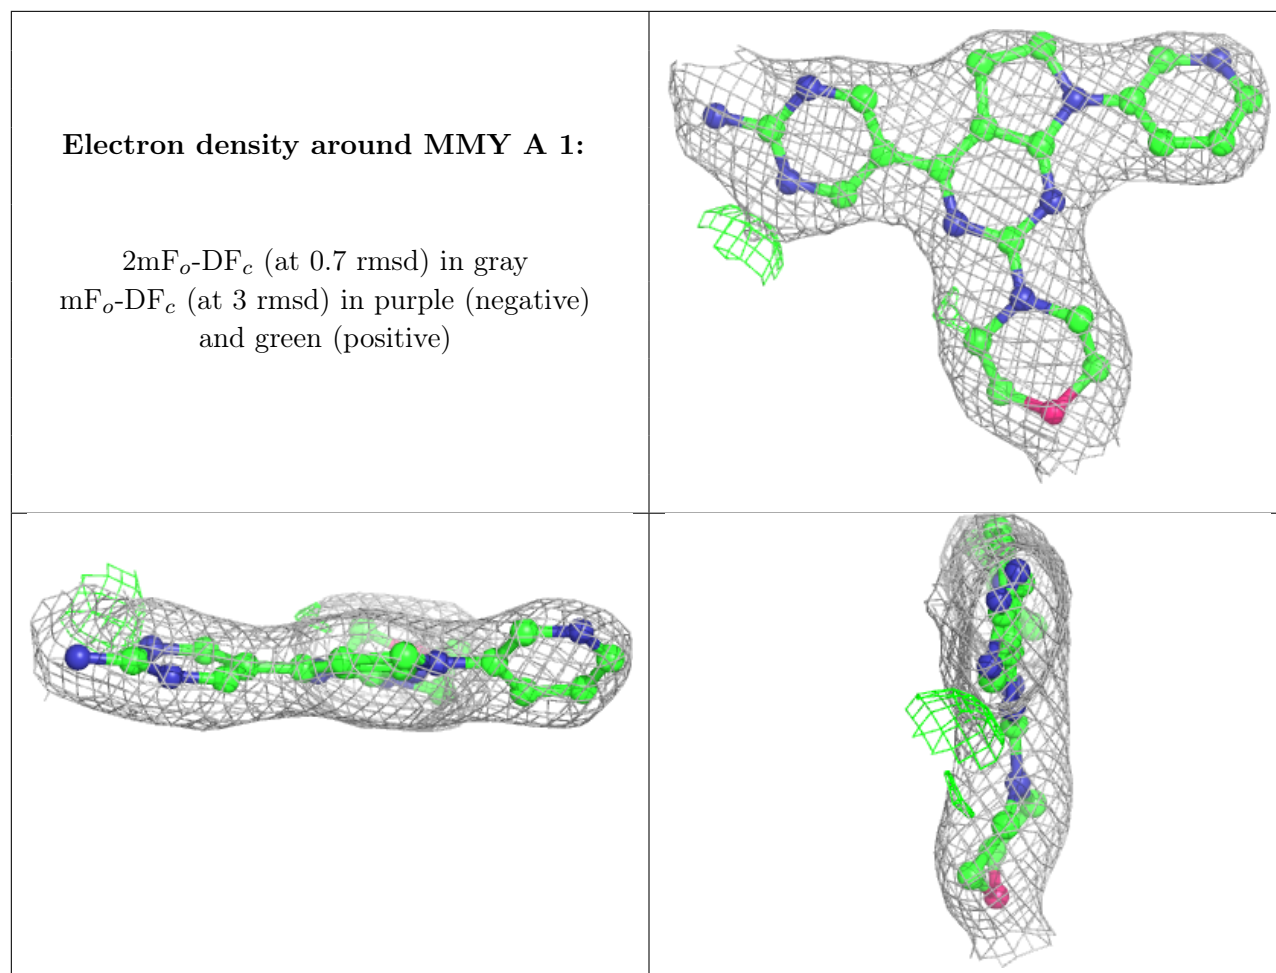 Electron density around MMY A 1:
2mFo-DFc (at 0.7 rmsd) in gray
mFo-DFc (at 3 rmsd) in purple (negative)
and green (positive)